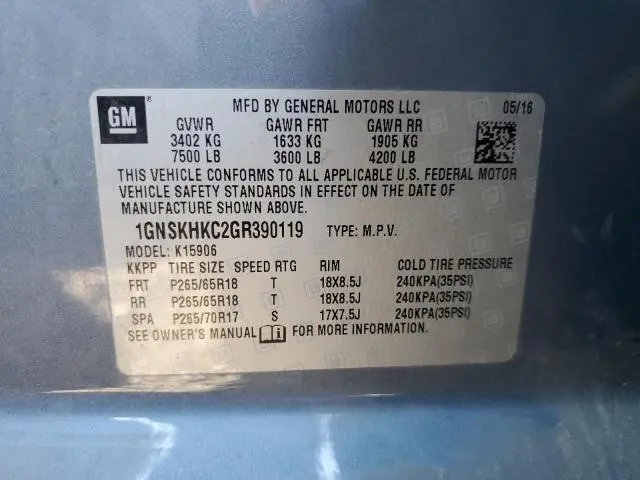 GM
MFD BY GENERAL MOTORS LLC 05/16
GVWR GAWR FRT GAWR RR
3402 KG 1633 KG 1905 KG
7500 LB 3600 LB 4200 LB
THIS VEHICLE CONFORMS TO ALL APPLICABLE U.S. FEDERAL MOTOR
VEHICLE SAFETY STANDARDS IN EFFECT ON THE DATE OF
MANUFACTURE SHOWN ABOVE.
1GNSKHKC2GR390119 TYPE: M.P.V.
MODEL: K15906
KKPP TIRE SIZE SPEED RTG RIM COLD TIRE PRESSURE
FRT P265/65R18 T 18X8.5J 240KPA(35PSI)
RR P265/65R18 T 18X8.5J 240KPA(35PSI)
SPA P265/70R17 S 17X7.5J 240KPA(35PSI)
SEE OWNER'S MANUAL FOR MORE INFORMATION.